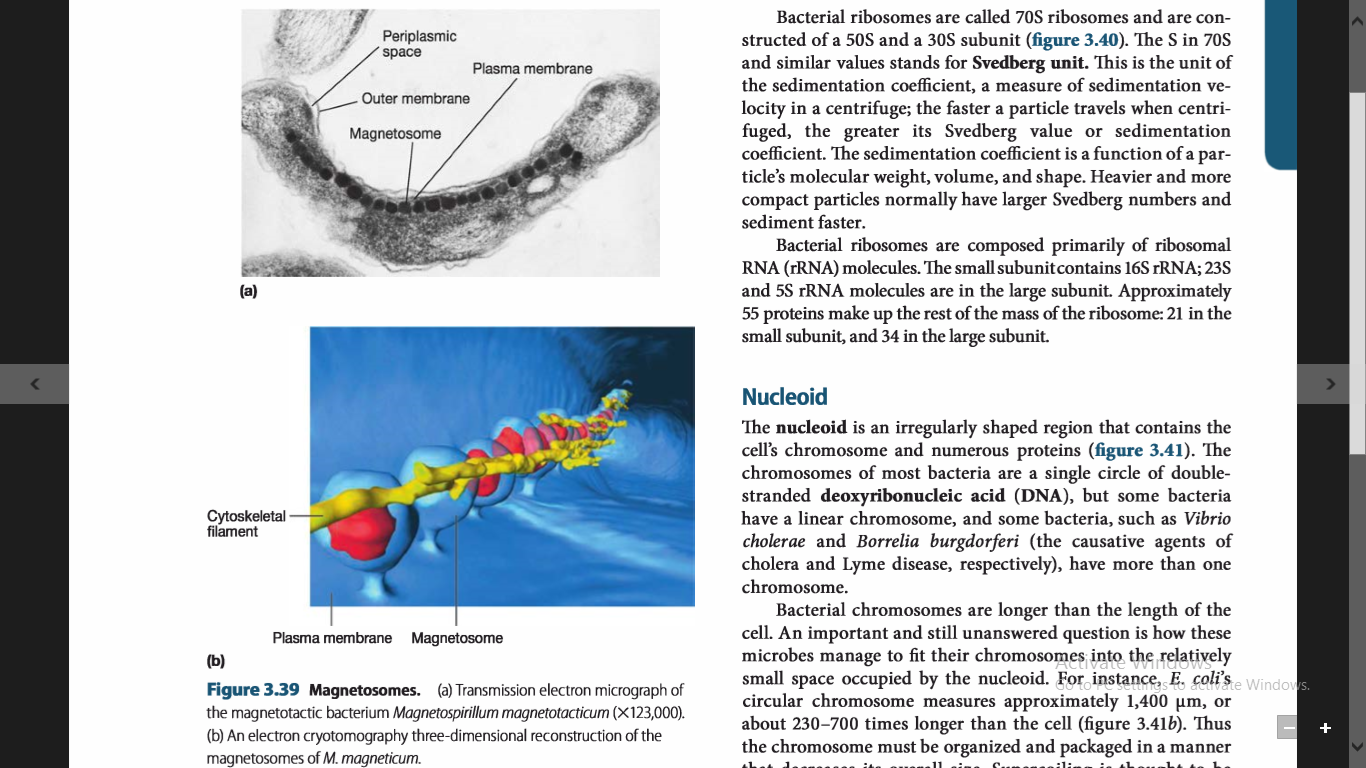 Periplasmic
space
Plasma membrane
Outer membrane
Magnetosome
(a)
Cytoskeletal
filament
Plasma membrane
Magnetosome
(b)
Figure 3.39 Magnetosomes. (a) Transmission electron micrograph of
the magnetotactic bacterium Magnetospirillum magnetotacticum (×123,000).
(b) An electron cryotomography three-dimensional reconstruction of the
magnetosomes of M. magneticum.
Bacterial ribosomes are called 70S ribosomes and are con-
structed of a 50S and a 30S subunit (figure 3.40). The S in 70S
and similar values stands for Svedberg unit. This is the unit of
the sedimentation coefficient, a measure of sedimentation ve-
locity in a centrifuge; the faster a particle travels when centri-
fuged, the greater its Svedberg value or sedimentation
coefficient. The sedimentation coefficient is a function of a par-
ticle's molecular weight, volume, and shape. Heavier and more
compact particles normally have larger Svedberg numbers and
sediment faster.
Bacterial ribosomes are composed primarily of ribosomal
RNA (rRNA) molecules. The small subunit contains 16S rRNA; 23S
and 5S rRNA molecules are in the large subunit. Approximately
55 proteins make up the rest of the mass of the ribosome: 21 in the
small subunit, and 34 in the large subunit.
Nucleoid
The nucleoid is an irregularly shaped region that contains the
cell's chromosome and numerous proteins (figure 3.41). The
chromosomes of most bacteria are a single circle of double-
stranded deoxyribonucleic acid (DNA), but some bacteria
have a linear chromosome, and some bacteria, such as Vibrio
cholerae and Borrelia burgdorferi (the causative agents of
cholera and Lyme disease, respectively), have more than one
chromosome.
Bacterial chromosomes are longer than the length of the
cell. An important and still unanswered question is how these
microbes manage to fit their chromosomes into the relatively
small space occupied by the nucleoid. For instance, E. coli's
circular chromosome measures approximately 1,400 μm, or
about 230–700 times longer than the cell (figure 3.41b). Thus
the chromosome must be organized and packaged in a manner
that decreases its overall size. Supercoiling is thought to be
Activate Windows
Go to PC settings to activate Windows.